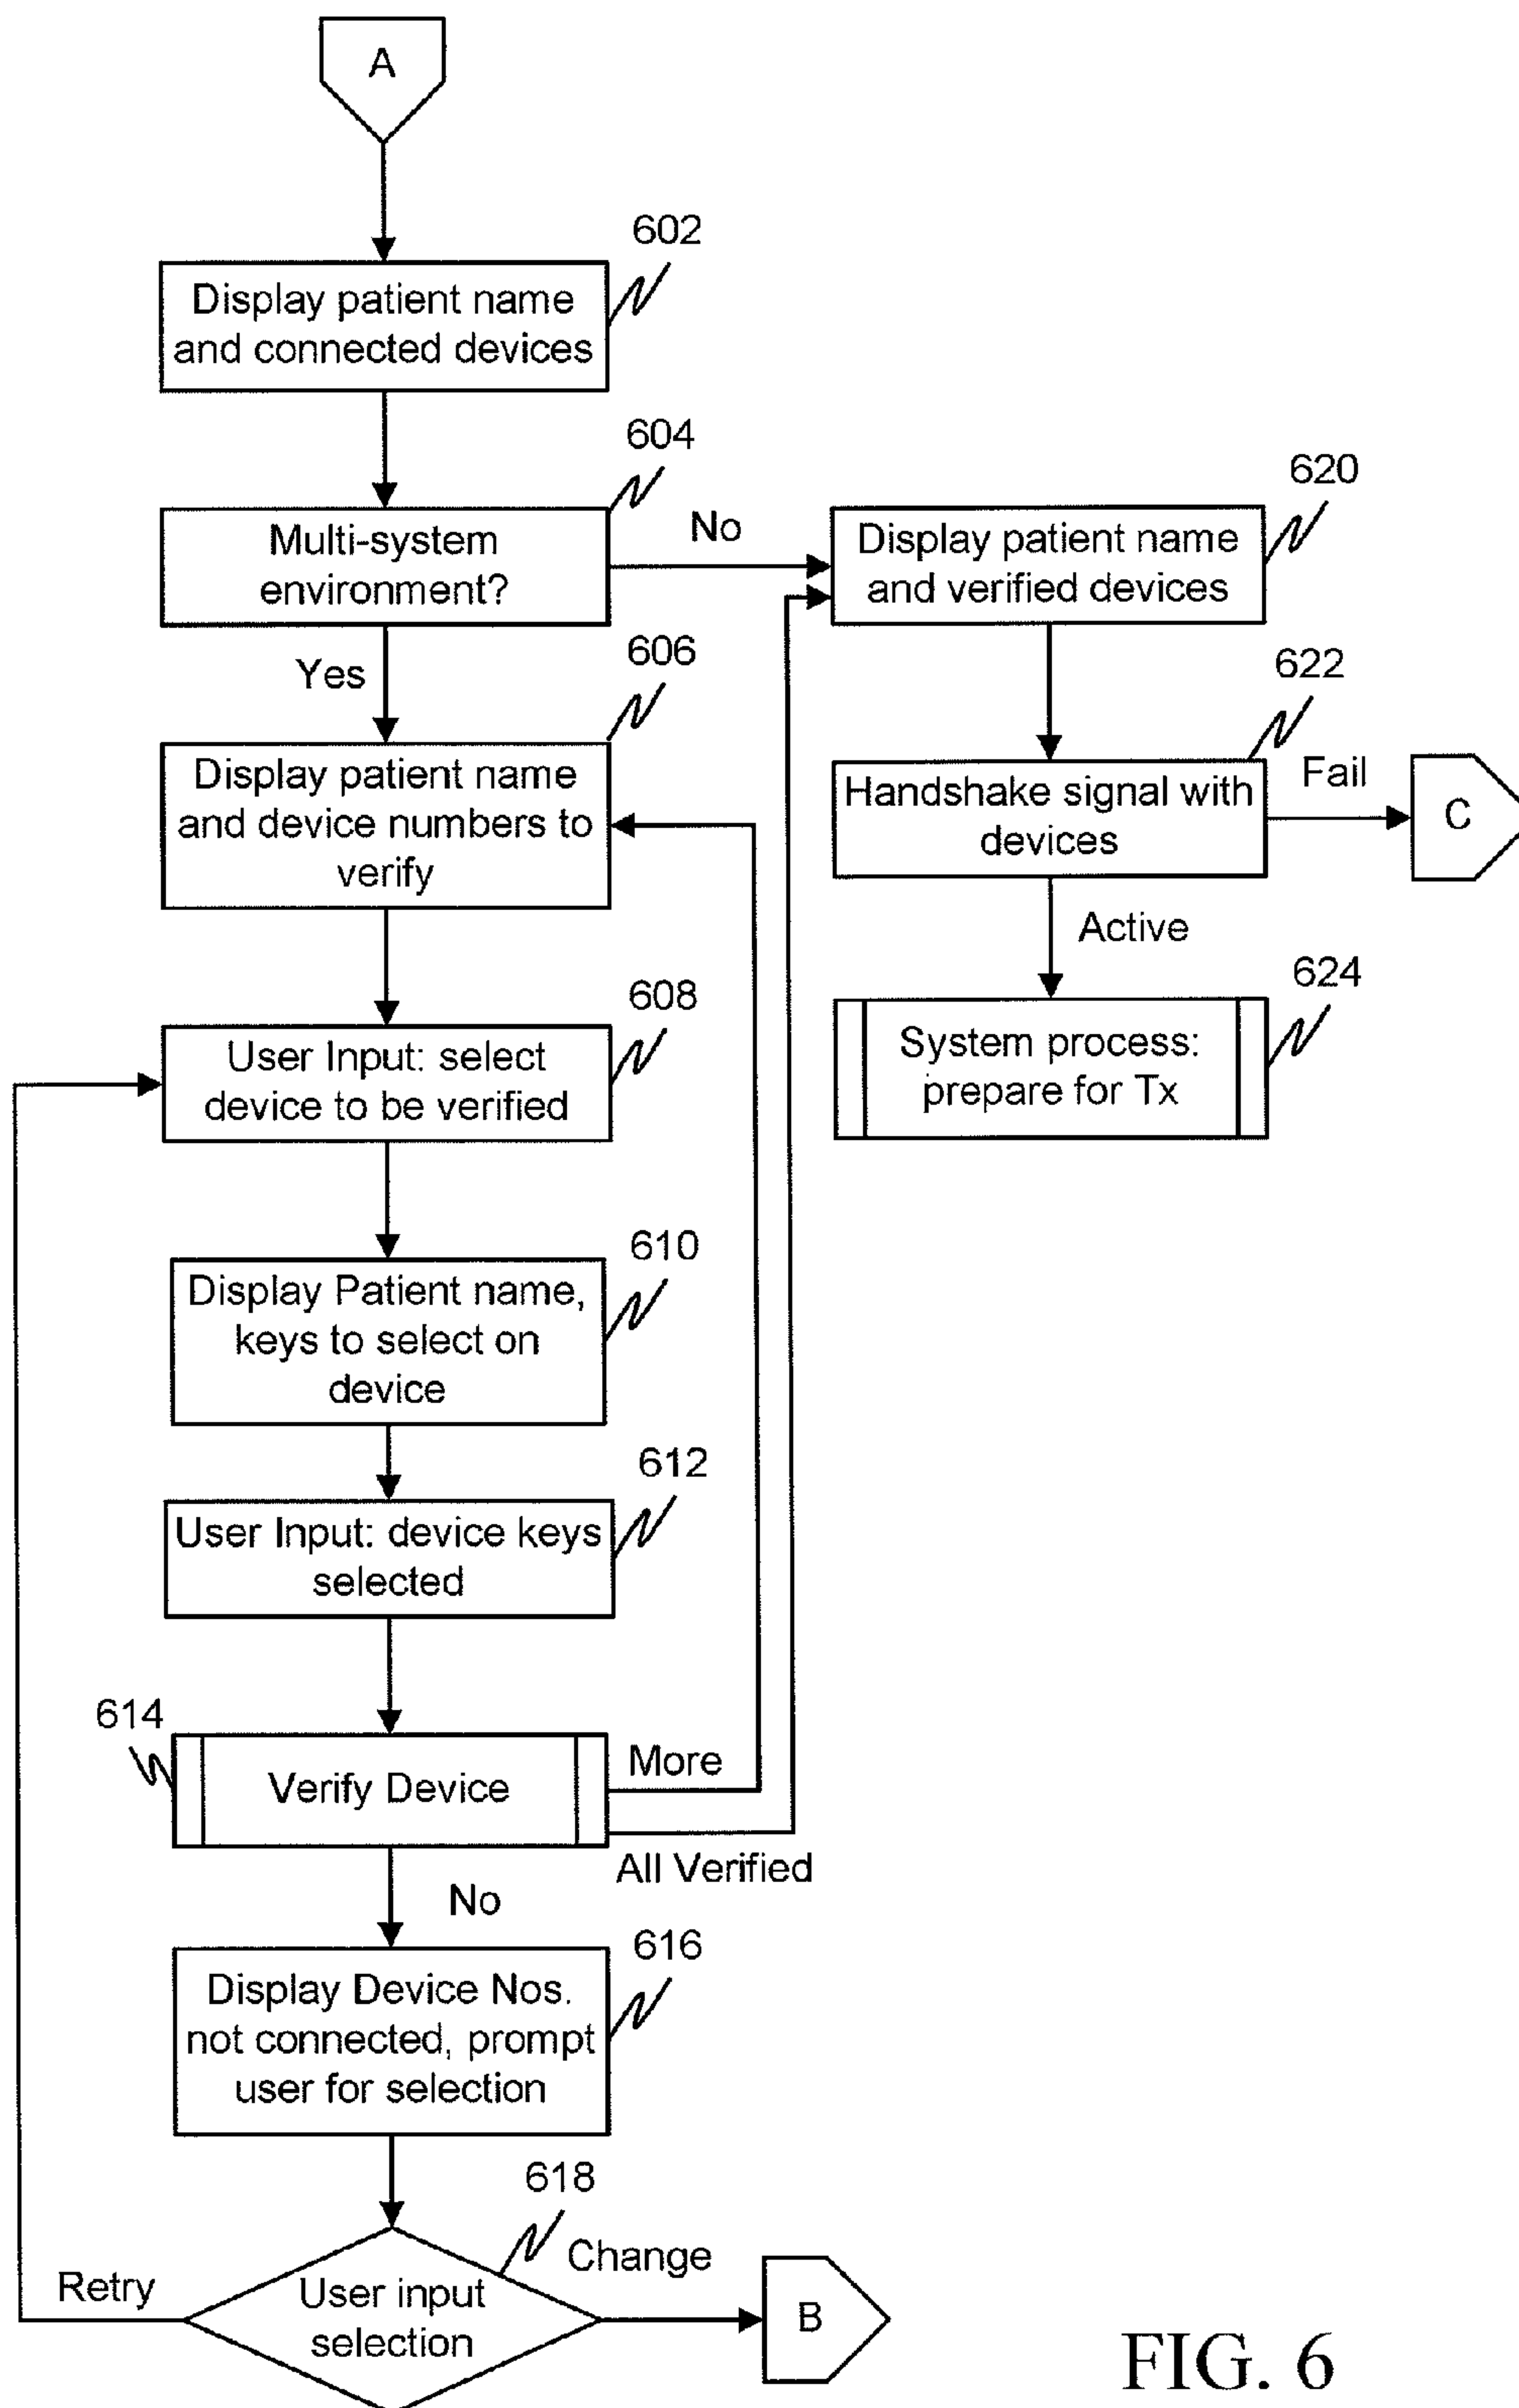 A
602
Display patient name
and connected devices
604
Multi-system
environment?
No
620
Display patient name
and verified devices
Yes
606
Display patient name
and device numbers to
verify
622
Handshake signal with
devices
Fail
C
Active
624
System process:
prepare for Tx
608
User Input: select
device to be verified
610
Display Patient name,
keys to select on
device
612
User Input: device keys
selected
614
Verify Device
More
All Verified
No
616
Display Device Nos.
not connected, prompt
user for selection
618
User input
selection
Retry
Change
B
FIG. 6